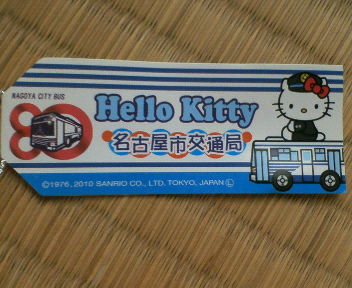 NAGOYA CITY BUS
80
Hello Kitty
名古屋市交通局
©1976, 2010 SANRIO CO., LTD. TOKYO, JAPAN Ⓛ